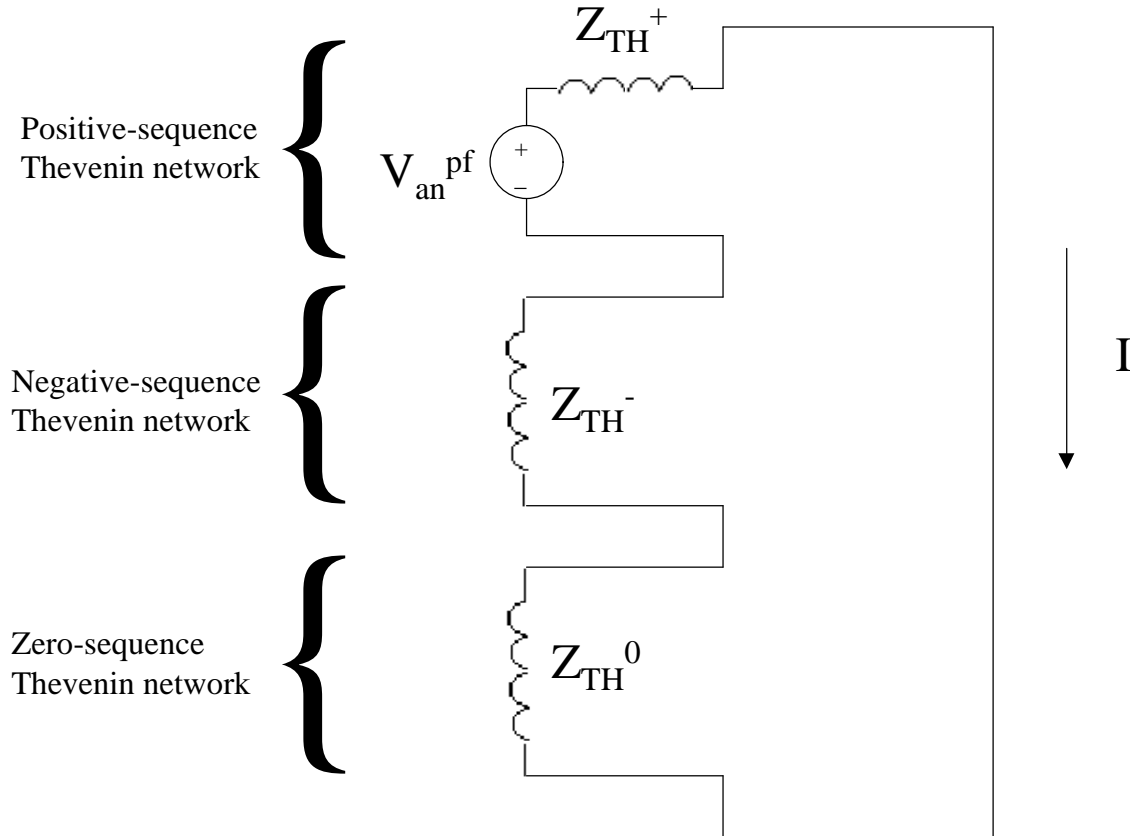 Z_TH^+
Positive-sequence
Thevenin network
V_an^pf
+
−
Negative-sequence
Thevenin network
Z_TH^-
I
Zero-sequence
Thevenin network
Z_TH^0